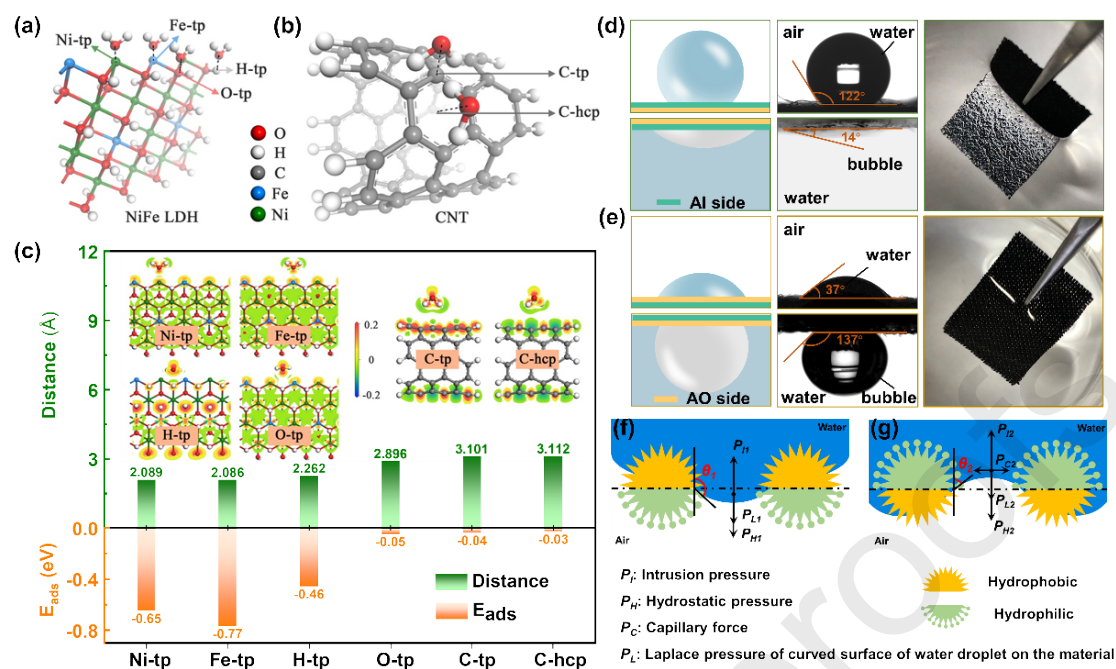 (a)
Fe-tp
Ni-tp
H-tp
O-tp
NiFe LDH
O
H
C
Fe
Ni
(b)
C-tp
C-hcp
CNT
(c)
Distance (Å)
12
9
6
3
0.0
E_ads (eV)
-0.4
-0.8
Ni-tp
Fe-tp
H-tp
O-tp
0.2
0
-0.2
C-tp
C-hcp
2.089
2.086
2.262
2.896
3.101
3.112
-0.65
-0.77
-0.46
-0.05
-0.04
-0.03
Distance
E_ads
Ni-tp
Fe-tp
H-tp
O-tp
C-tp
C-hcp
(d)
AI side
air
water
122°
14°
bubble
water
(e)
AO side
air
water
37°
137°
water
bubble
(f)
Water
P_I1
θ_1
P_L1
P_H1
Air
(g)
Water
P_I2
θ_2
P_C2
P_L2
P_H2
Air
P_I: Intrusion pressure
P_H: Hydrostatic pressure
P_C: Capillary force
P_L: Laplace pressure of curved surface of water droplet on the material
Hydrophobic
Hydrophilic